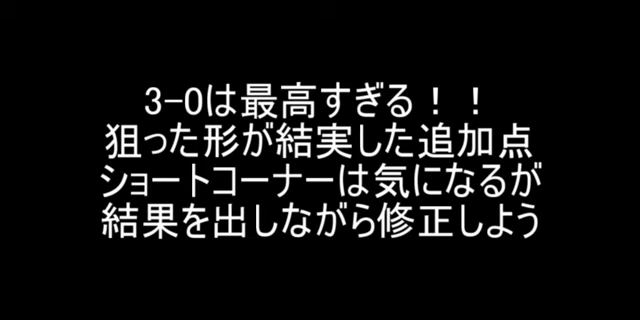 3-0は最高すぎる！！
狙った形が結実した追加点
ショートコーナーは気になるが
結果を出しながら修正しよう